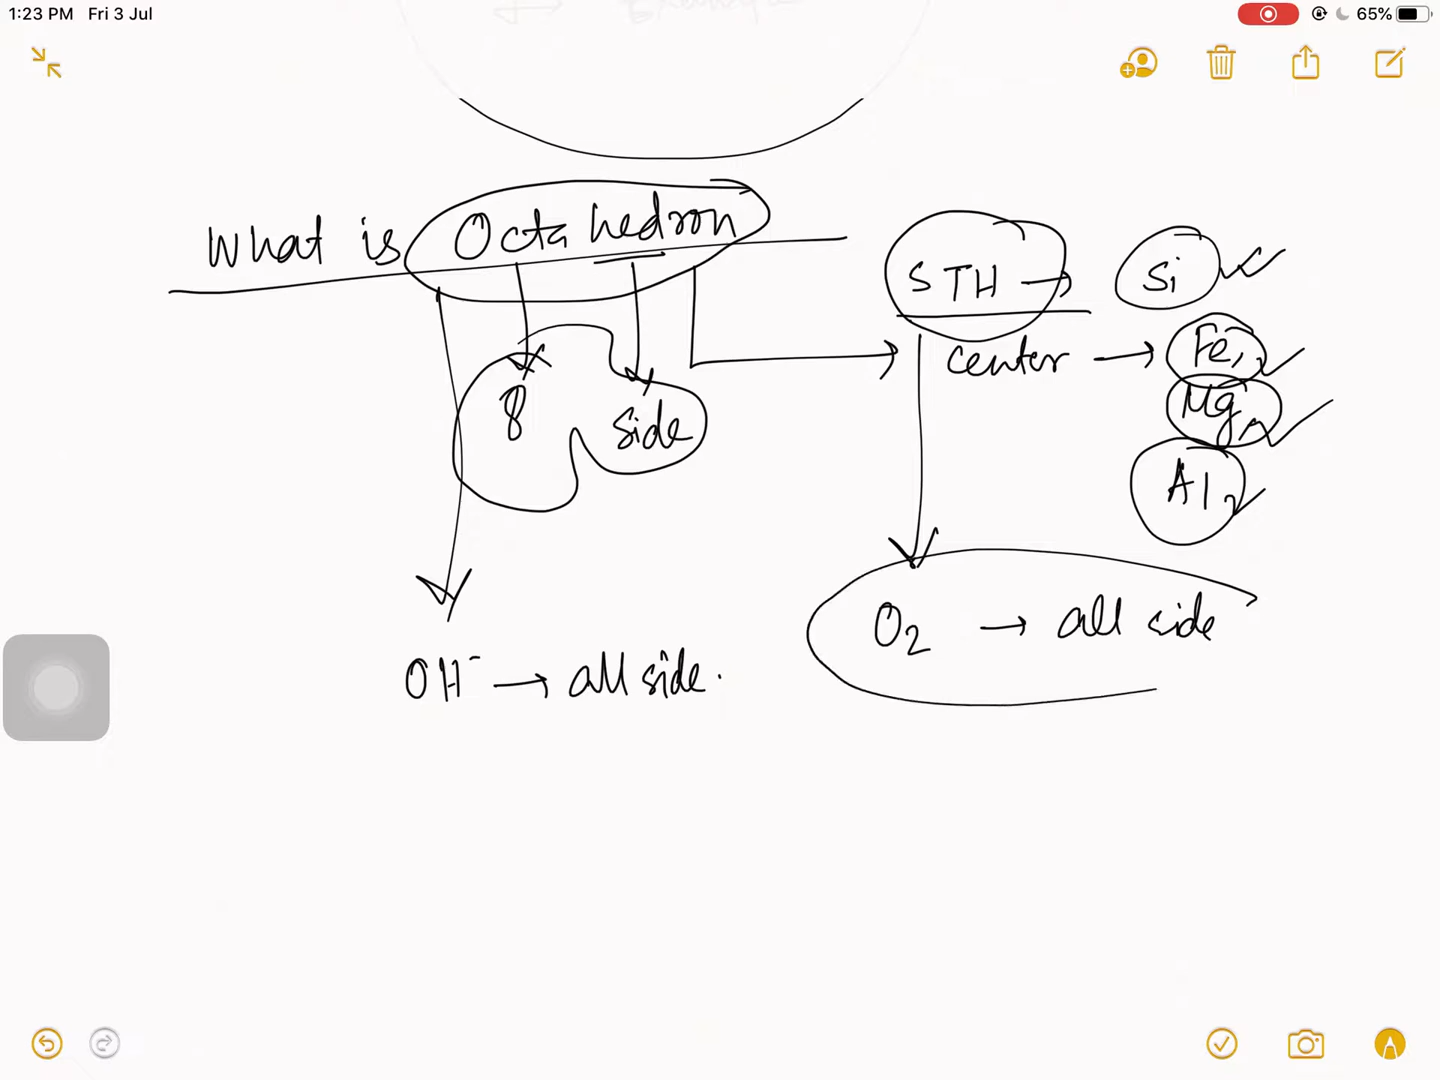 1:23 PM Fri 3 Jul
65%
What is Octahedron
8 side
STH → Si
center → Fe,
Mg,
Al,
OH⁻ → all side.
O₂ → all side